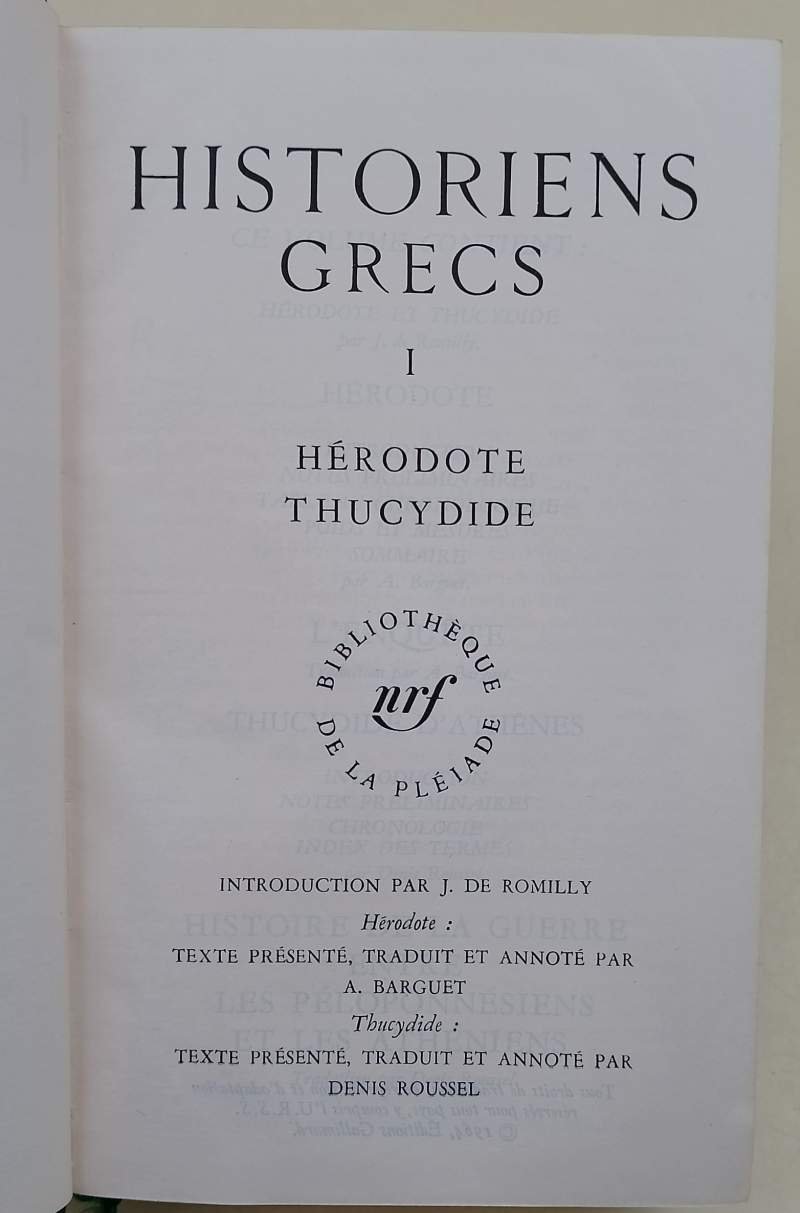 HISTORIENS
GRECS
I
HÉRODOTE
THUCYDIDE
BIBLIOTHÈQUE
nrf
DE LA PLÉIADE
INTRODUCTION PAR J. DE ROMILLY
Hérodote :
TEXTE PRÉSENTÉ, TRADUIT ET ANNOTÉ PAR
A. BARGUET
Thucydide :
TEXTE PRÉSENTÉ, TRADUIT ET ANNOTÉ PAR
DENIS ROUSSEL